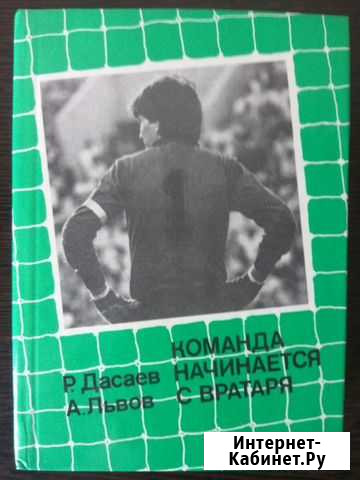 1
Р. Дасаев
А. Львов
КОМАНДА
НАЧИНАЕТСЯ
С ВРАТАРЯ
Интернет-
Кабинет.Ру